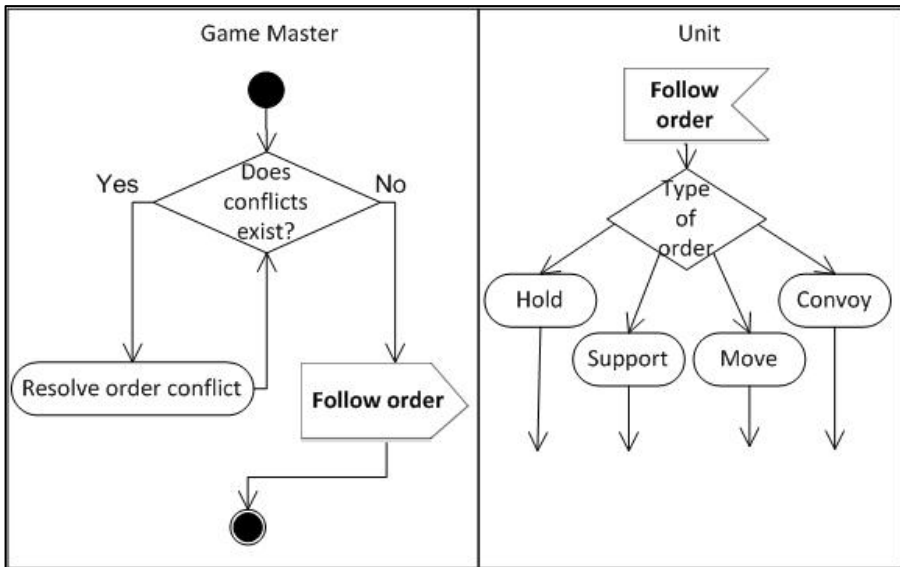 Game Master
Does
conflicts
exist?
Yes
No
Resolve order conflict
Follow order
Unit
Follow
order
Type
of
order
Hold
Support
Move
Convoy